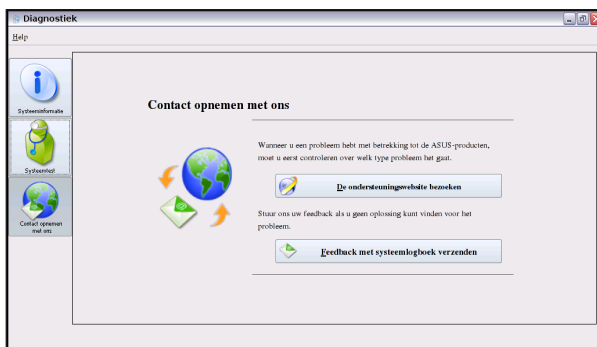 Diagnostiek
Help
Systeeminformatie
Systeemtest
Contact opnemen
met ons
Contact opnemen met ons
Wanneer u een probleem hebt met betrekking tot de ASUS-producten,
moet u eerst controleren over welk type probleem het gaat.
De ondersteuningswebsite bezoeken
Stuur ons uw feedback als u geen oplossing kunt vinden voor het
probleem.
Feedback met systeemlogboek verzenden